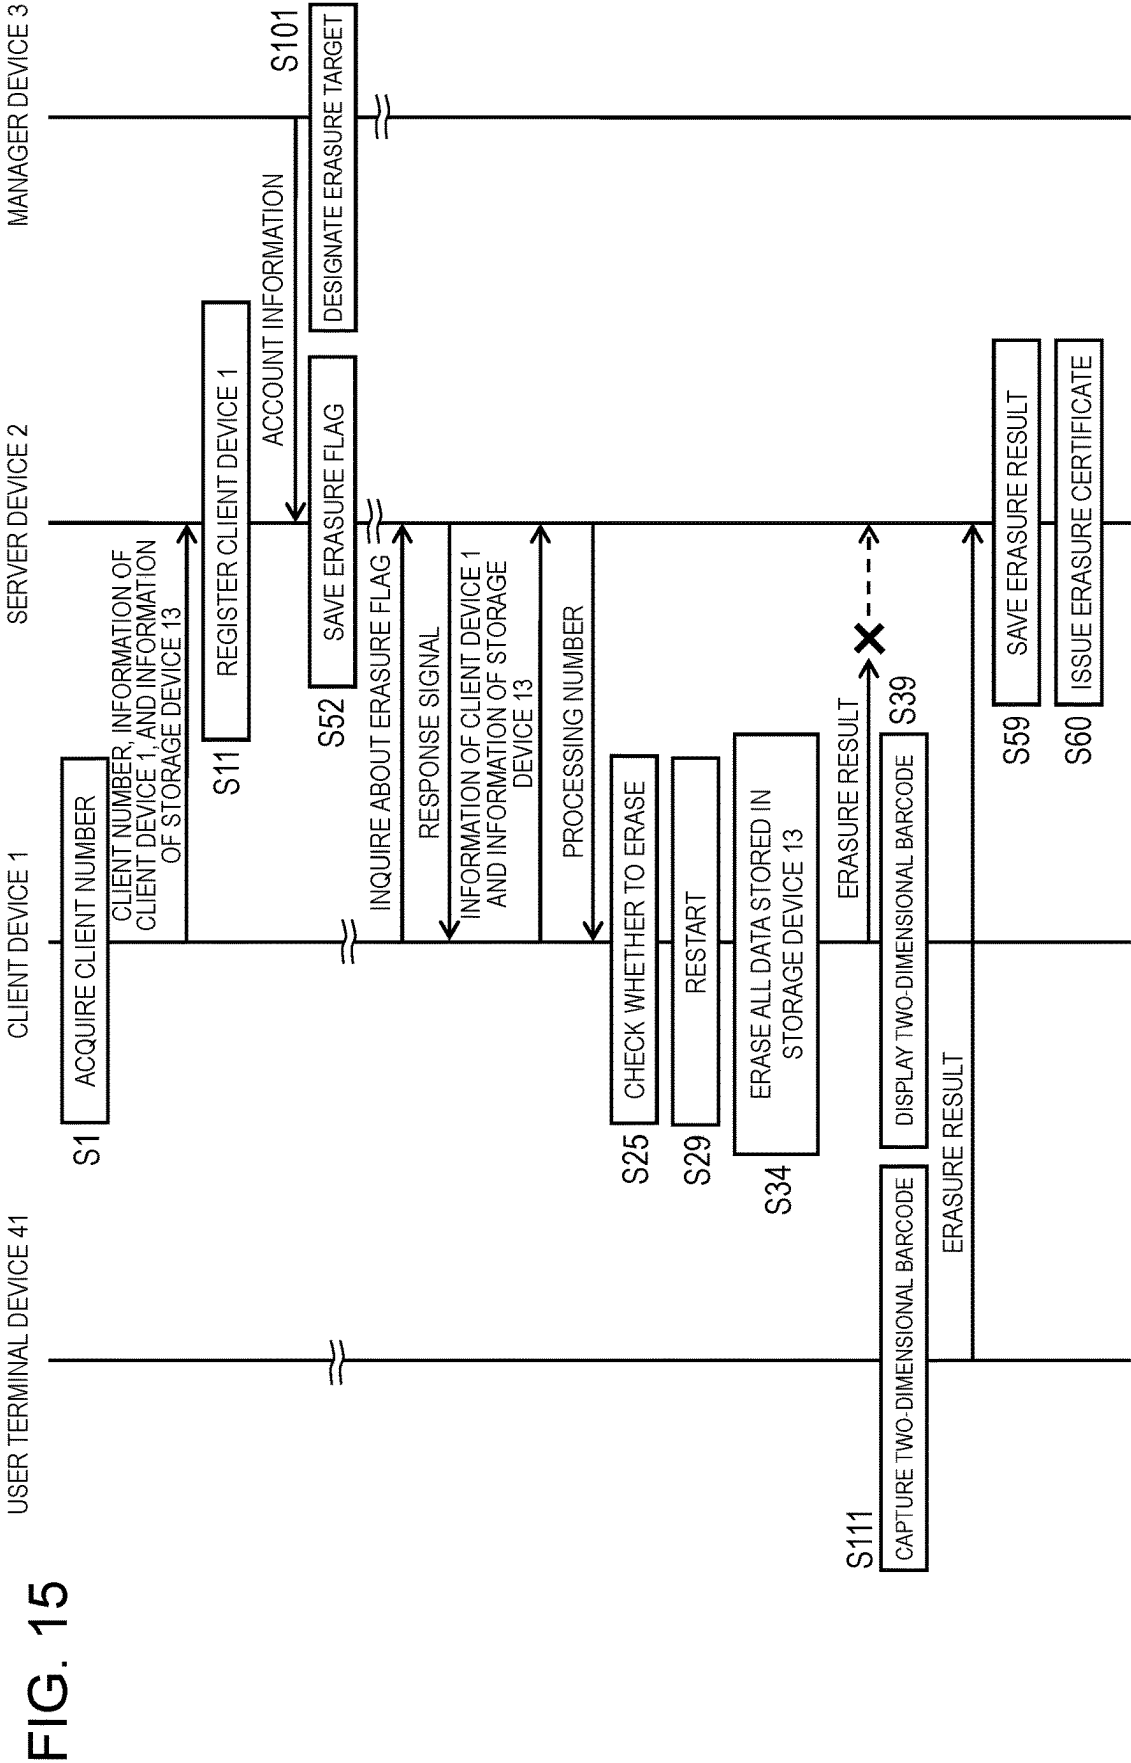 FIG. 15
USER TERMINAL DEVICE 41
CLIENT DEVICE 1
SERVER DEVICE 2
MANAGER DEVICE 3
S1
ACQUIRE CLIENT NUMBER
CLIENT NUMBER, INFORMATION OF
CLIENT DEVICE 1, AND INFORMATION
OF STORAGE DEVICE 13
S11
REGISTER CLIENT DEVICE 1
ACCOUNT INFORMATION
S101
S52
SAVE ERASURE FLAG
DESIGNATE ERASURE TARGET
INQUIRE ABOUT ERASURE FLAG
RESPONSE SIGNAL
INFORMATION OF CLIENT DEVICE 1
AND INFORMATION OF STORAGE
DEVICE 13
PROCESSING NUMBER
S25
CHECK WHETHER TO ERASE
S29
RESTART
S34
ERASE ALL DATA STORED IN
STORAGE DEVICE 13
ERASURE RESULT
S111
CAPTURE TWO-DIMENSIONAL BARCODE
DISPLAY TWO-DIMENSIONAL BARCODE
S39
ERASURE RESULT
S59
SAVE ERASURE RESULT
S60
ISSUE ERASURE CERTIFICATE